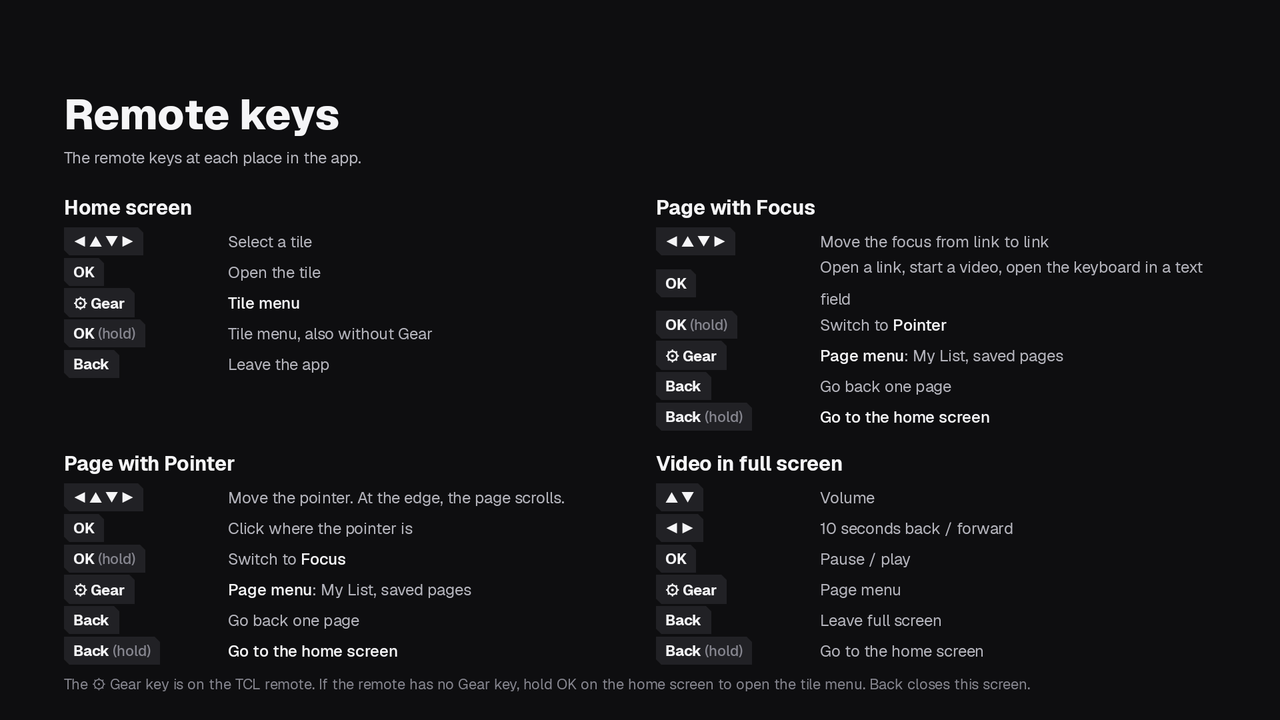 Remote keys
The remote keys at each place in the app.
Home screen
◀▲▼▶ Select a tile
OK Open the tile
⚙ Gear Tile menu
OK (hold) Tile menu, also without Gear
Back Leave the app
Page with Focus
◀▲▼▶ Move the focus from link to link
OK Open a link, start a video, open the keyboard in a text
field
OK (hold) Switch to Pointer
⚙ Gear Page menu: My List, saved pages
Back Go back one page
Back (hold) Go to the home screen
Page with Pointer
◀▲▼▶ Move the pointer. At the edge, the page scrolls.
OK Click where the pointer is
OK (hold) Switch to Focus
⚙ Gear Page menu: My List, saved pages
Back Go back one page
Back (hold) Go to the home screen
Video in full screen
▲▼ Volume
◀▶ 10 seconds back / forward
OK Pause / play
⚙ Gear Page menu
Back Leave full screen
Back (hold) Go to the home screen
The ⚙ Gear key is on the TCL remote. If the remote has no Gear key, hold OK on the home screen to open the tile menu. Back closes this screen.